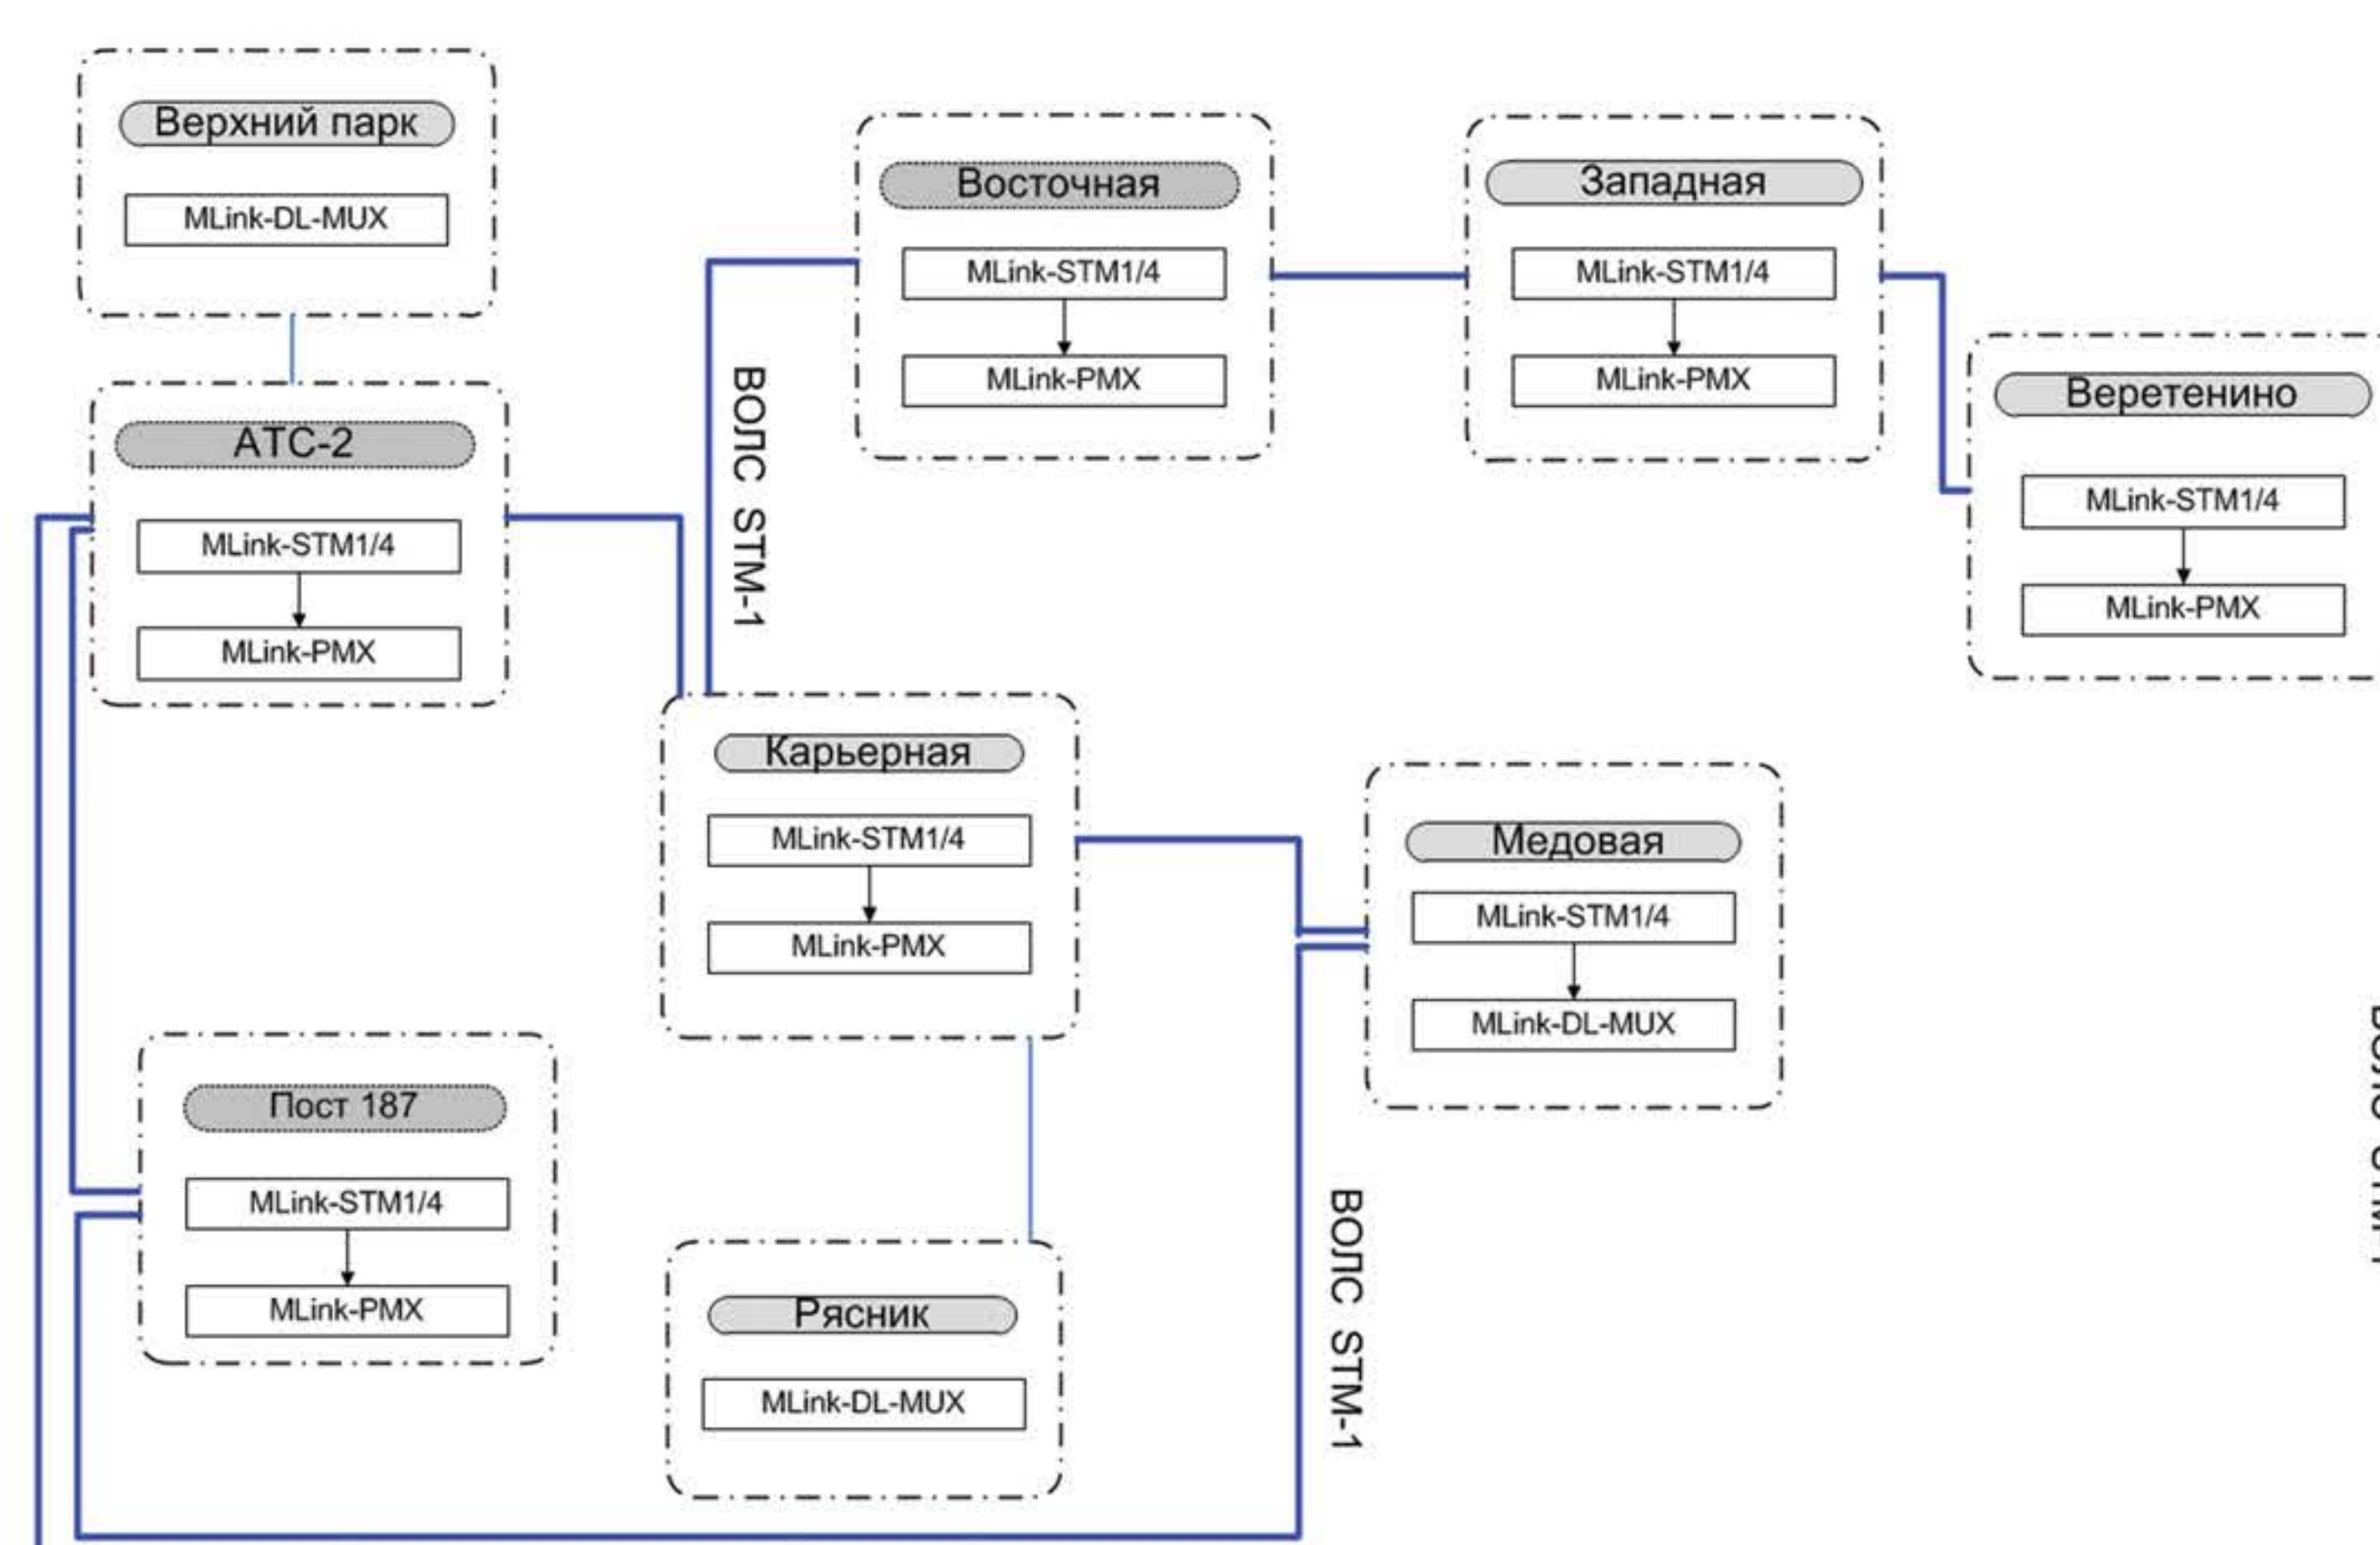 Верхний парк
MLink-DL-MUX
АТС-2
MLink-STM1/4
MLink-PMX
ВОЛС STM-1
Восточная
MLink-STM1/4
MLink-PMX
Западная
MLink-STM1/4
MLink-PMX
Веретенино
MLink-STM1/4
MLink-PMX
Карьерная
MLink-STM1/4
MLink-PMX
Медовая
MLink-STM1/4
MLink-DL-MUX
Пост 187
MLink-STM1/4
MLink-PMX
Рясник
MLink-DL-MUX
ВОЛС STM-1